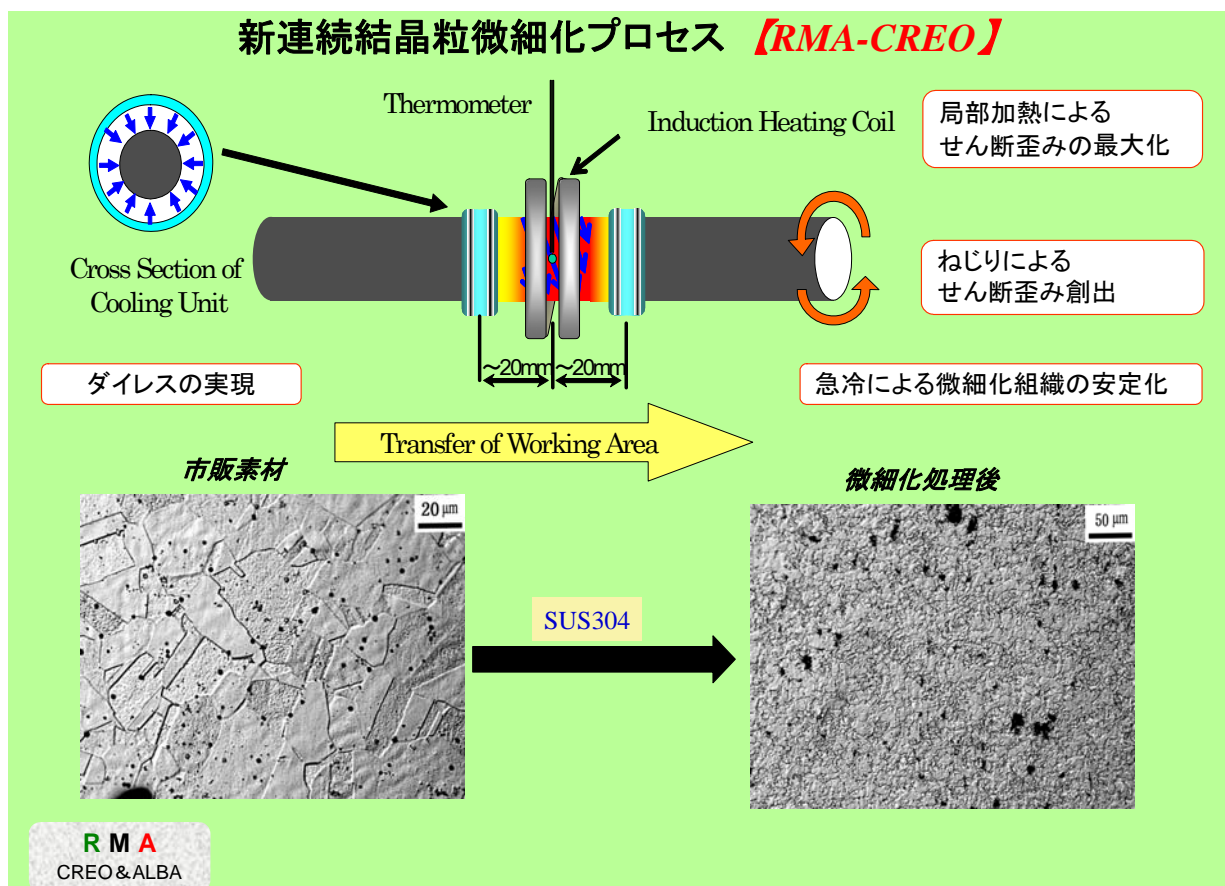 新連続結晶粒微細化プロセス 【RMA-CREO】
Thermometer
Induction Heating Coil
局部加熱による
せん断歪みの最大化
Cross Section of
Cooling Unit
ねじりによる
せん断歪み創出
～20mm
～20mm
ダイレスの実現
急冷による微細化組織の安定化
Transfer of Working Area
市販素材
微細化処理後
20 μm
50 μm
SUS304
R M A
CREO&ALBA